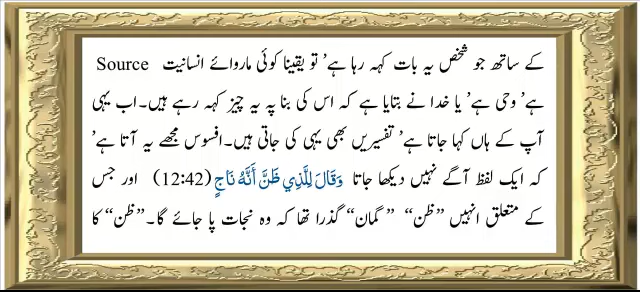 کے ساتھ جو شخص یہ بات کہہ رہا ہے' تو یقینا کوئی ماروائے انسانیت Source
ہے' وحی ہے' یا خدا نے بتایا ہے کہ اس کی بنا پہ یہ چیز کہہ رہے ہیں۔اب یہی
آپ کے ہاں کہا جاتا ہے' تفسیریں بھی یہی کی جاتی ہیں۔افسوس مجھے یہ آتا ہے'
کہ ایک لفظ آگے نہیں دیکھا جاتا وَقَالَ لِلَّذِي ظَنَّ أَنَّهُ نَاجٍ (12:42) اور جس
کے متعلق انہیں ”ظن“ ”گمان“ گذرا تھا کہ وہ نجات پا جائے گا۔”ظن“ کا